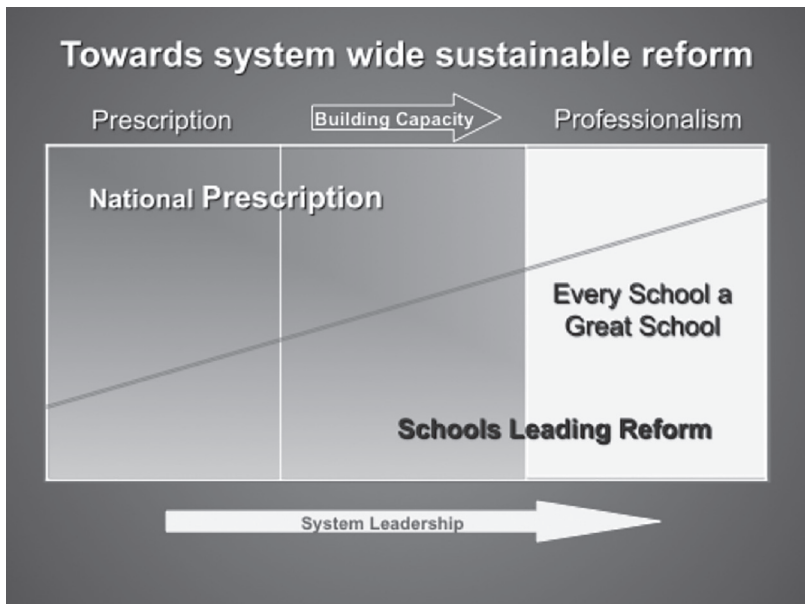 Towards system wide sustainable reform
Prescription
Building Capacity
Professionalism
National Prescription
Every School a
Great School
Schools Leading Reform
System Leadership